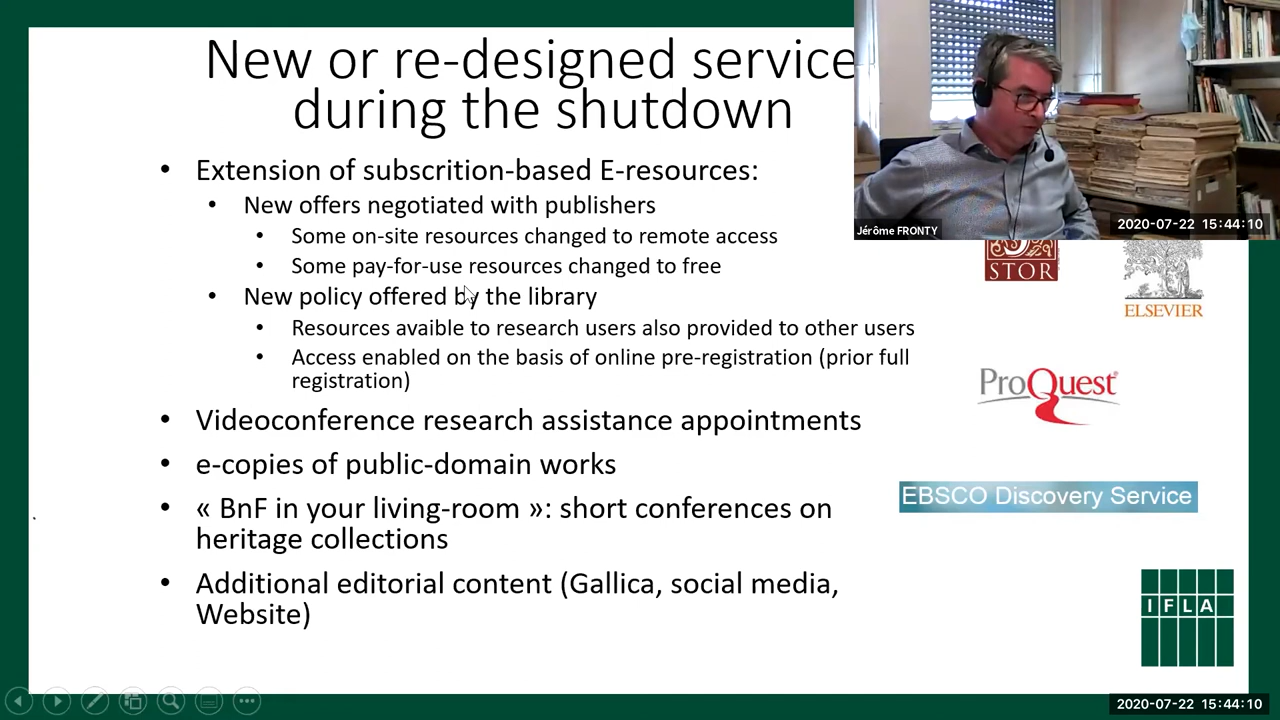 New or re-designed service
during the shutdown
• Extension of subscrition-based E-resources:
• New offers negotiated with publishers
• Some on-site resources changed to remote access
• Some pay-for-use resources changed to free
• New policy offered by the library
• Resources avaible to research users also provided to other users
• Access enabled on the basis of online pre-registration (prior full
registration)
• Videoconference research assistance appointments
• e-copies of public-domain works
• « BnF in your living-room »: short conferences on
heritage collections
• Additional editorial content (Gallica, social media,
Website)
Jérôme FRONTY
2020-07-22 15:44:10
STOR
ELSEVIER
ProQuest
EBSCO Discovery Service
IFLA
2020-07-22 15:44:10